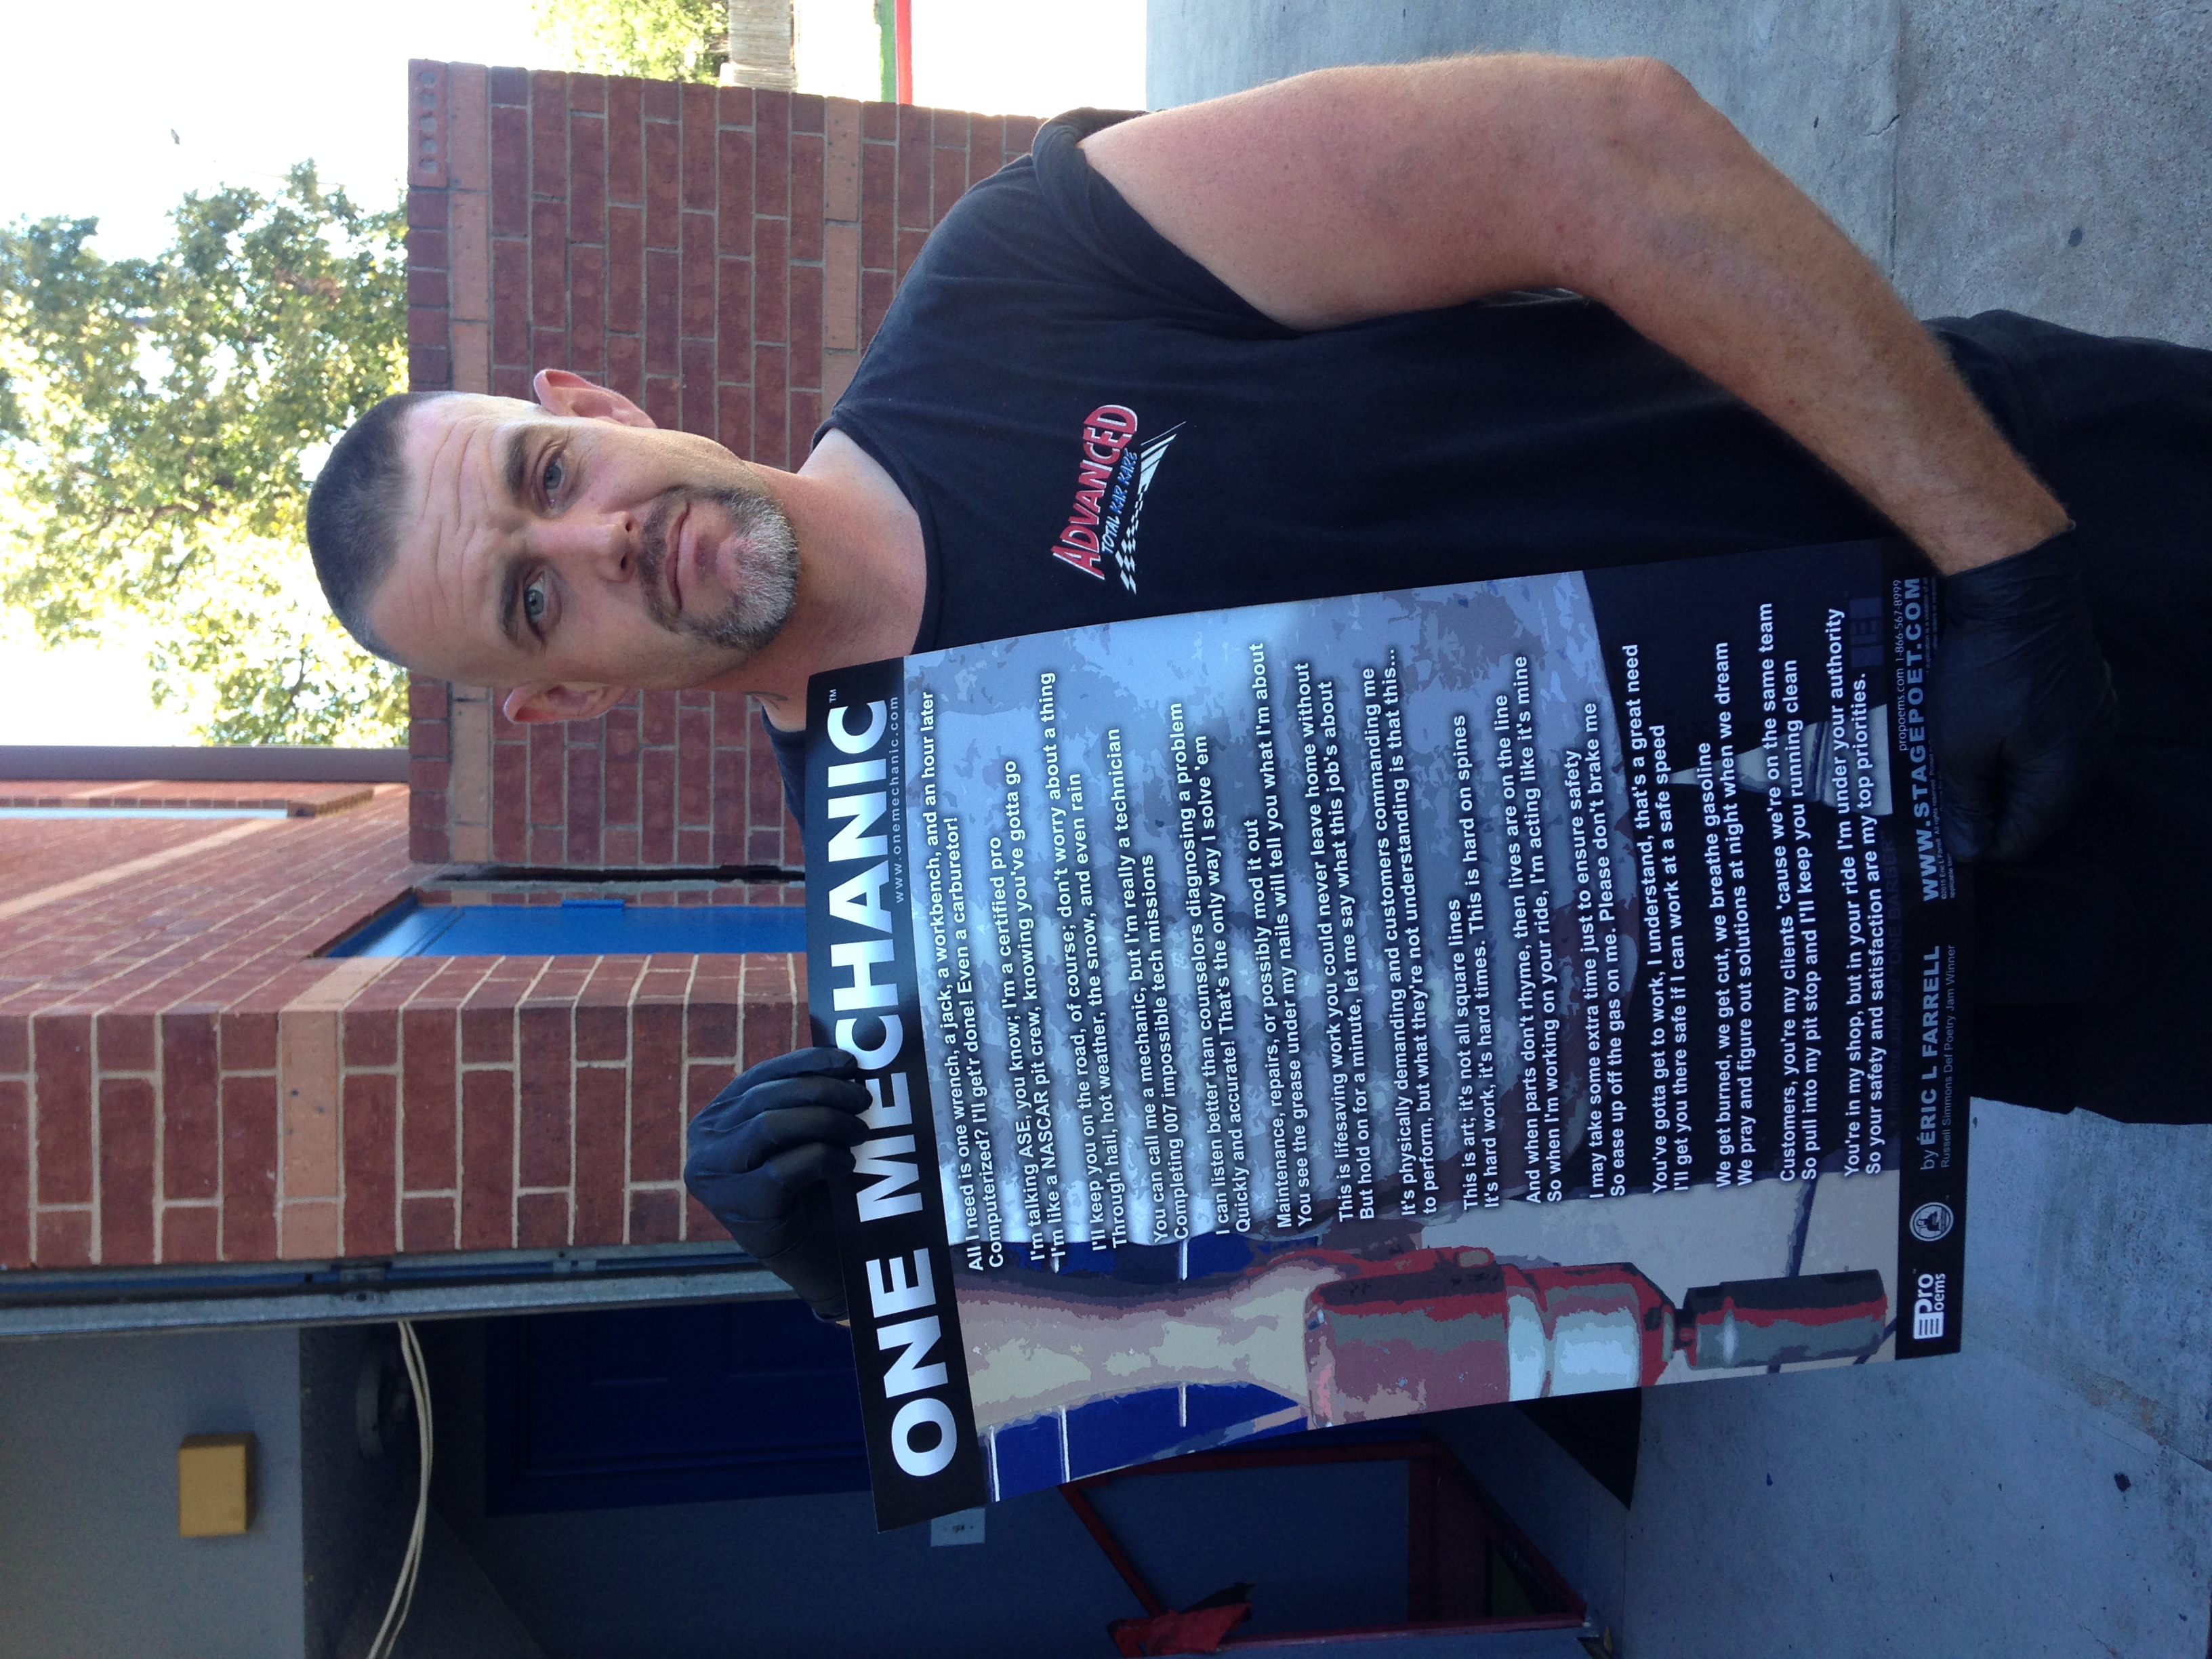 ADVANCED
TOTAL KAR KARE
ONE MECHANIC™
www.onemechanic.com
All I need is one wrench, a jack, a workbench, and an hour later
Computerized? I'll get'r done! Even a carburetor!
I'm talking ASE, you know; I'm a certified pro
I'm like a NASCAR pit crew, knowing you've gotta go
I'll keep you on the road, of course; don't worry about a thing
Through hail, hot weather, the snow, and even rain
You can call me a mechanic, but I'm really a technician
Completing 007 impossible tech missions
I can listen better than counselors diagnosing a problem
Quickly and accurate! That's the only way I solve 'em
Maintenance, repairs, or possibly mod it out
You see the grease under my nails will tell you what I'm about
This is lifesaving work you could never leave home without
But hold on for a minute, let me say what this job's about
It's physically demanding and customers commanding me
to perform, but what they're not understanding is that this...
This is art; it's not all square lines
It's hard work, it's hard times. This is hard on spines
And when parts don't rhyme, then lives are on the line
So when I'm working on your ride, I'm acting like it's mine
I may take some extra time just to ensure safety
So ease up off the gas on me. Please don't brake me
You've gotta get to work, I understand, that's a great need
I'll get you there safe if I can work at a safe speed
We get burned, we get cut, we breathe gasoline
We pray and figure out solutions at night when we dream
Customers, you're my clients 'cause we're on the same team
So pull into my pit stop and I'll keep you running clean
You're in my shop, but in your ride I'm under your authority
So your safety and satisfaction are my top priorities.
propoems.com 1-866-567-8999
Pro Poems™
by ÉRIC L FARRELL
WWW.STAGEPOET.COM
Russell Simmons Def Poetry Jam Winner